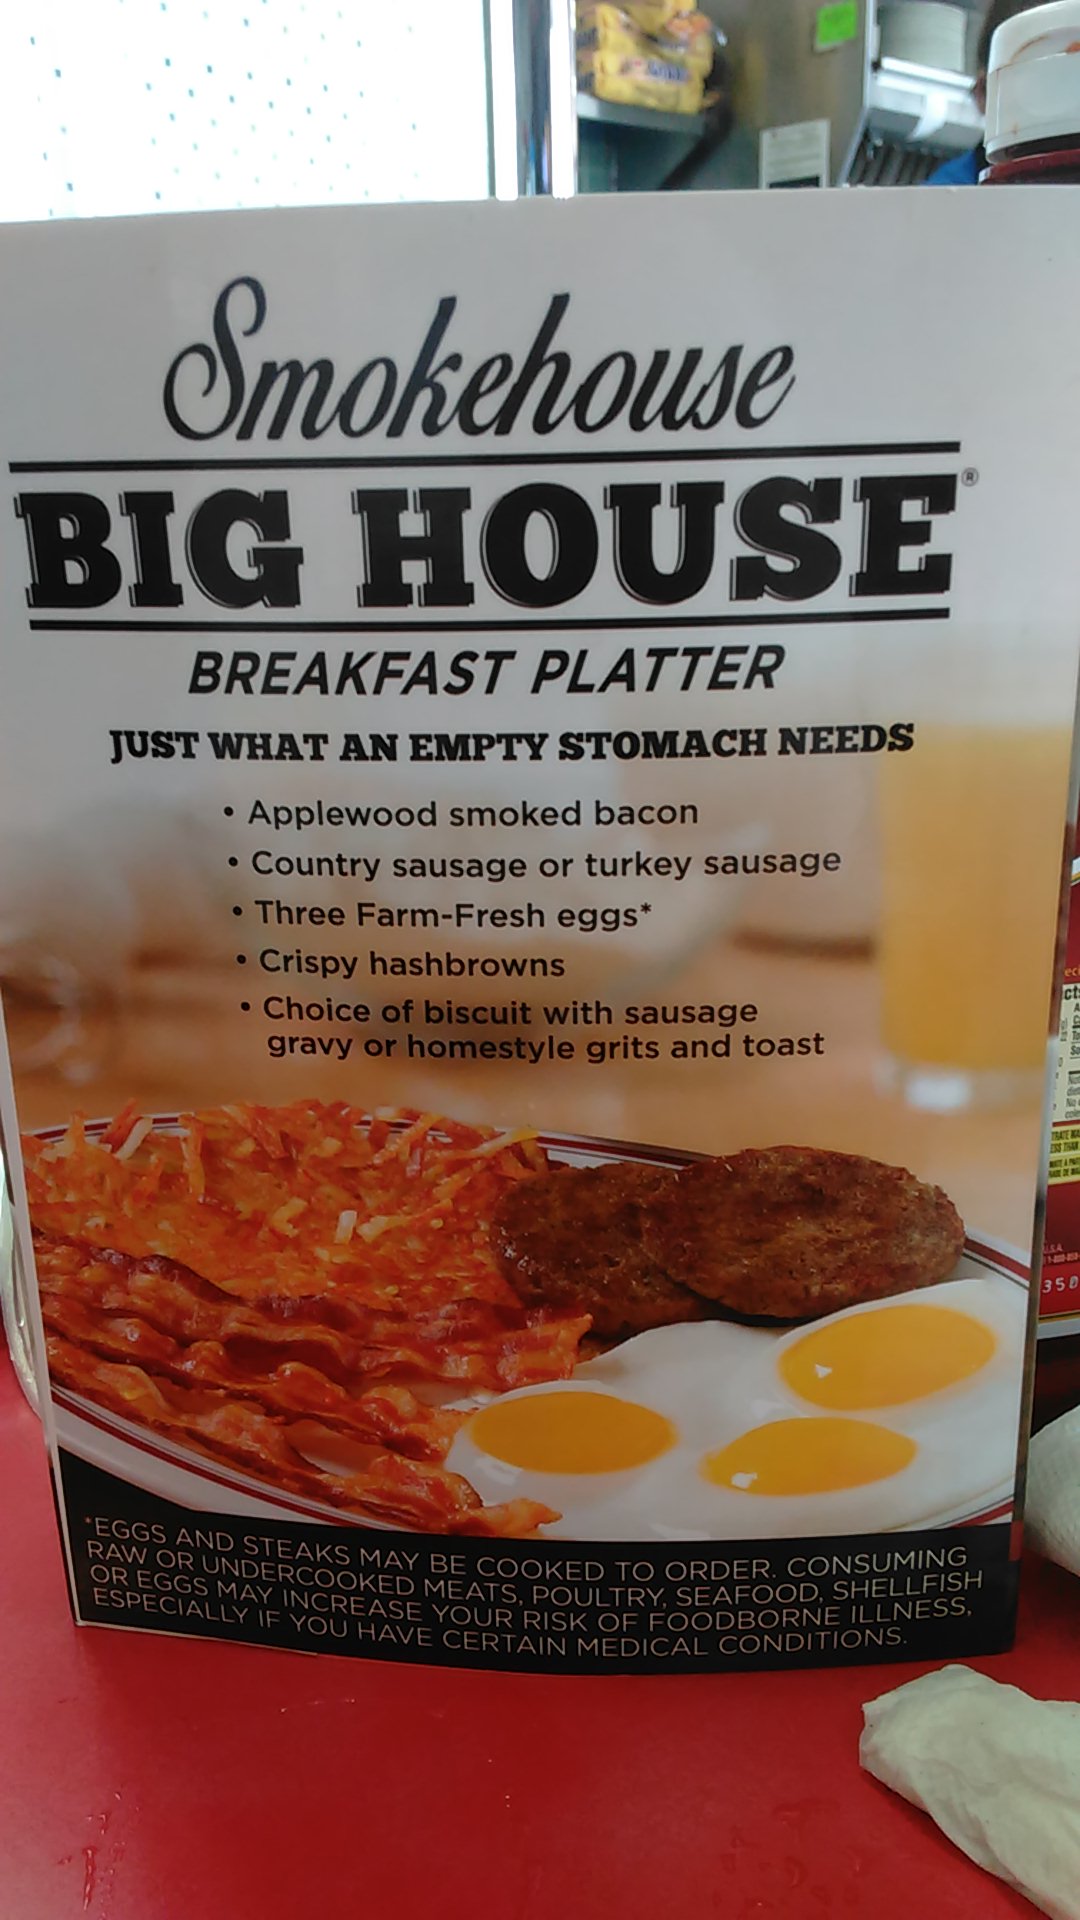 Smokehouse
BIG HOUSE®
BREAKFAST PLATTER
JUST WHAT AN EMPTY STOMACH NEEDS
• Applewood smoked bacon
• Country sausage or turkey sausage
• Three Farm-Fresh eggs*
• Crispy hashbrowns
• Choice of biscuit with sausage
gravy or homestyle grits and toast
*EGGS AND STEAKS MAY BE COOKED TO ORDER. CONSUMING
RAW OR UNDERCOOKED MEATS, POULTRY, SEAFOOD, SHELLFISH
OR EGGS MAY INCREASE YOUR RISK OF FOODBORNE ILLNESS,
ESPECIALLY IF YOU HAVE CERTAIN MEDICAL CONDITIONS.
350